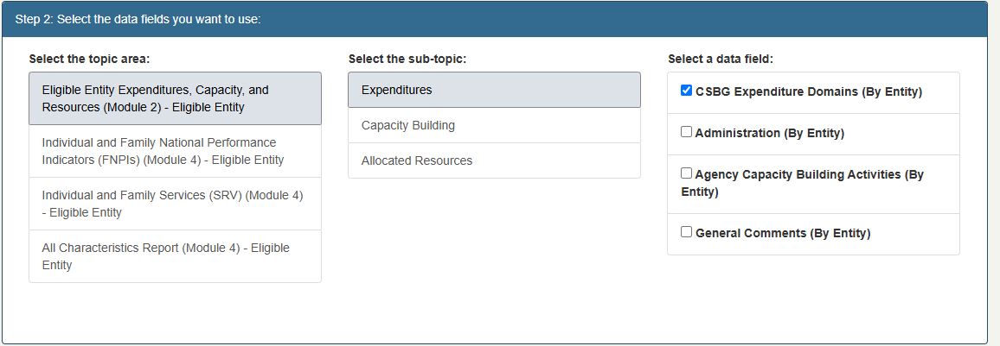 Step 2: Select the data fields you want to use:
Select the topic area:
Eligible Entity Expenditures, Capacity, and
Resources (Module 2) - Eligible Entity
Individual and Family National Performance
Indicators (FNPIs) (Module 4) - Eligible Entity
Individual and Family Services (SRV) (Module 4)
- Eligible Entity
All Characteristics Report (Module 4) - Eligible
Entity
Select the sub-topic:
Expenditures
Capacity Building
Allocated Resources
Select a data field:
CSBG Expenditure Domains (By Entity)
Administration (By Entity)
Agency Capacity Building Activities (By
Entity)
General Comments (By Entity)